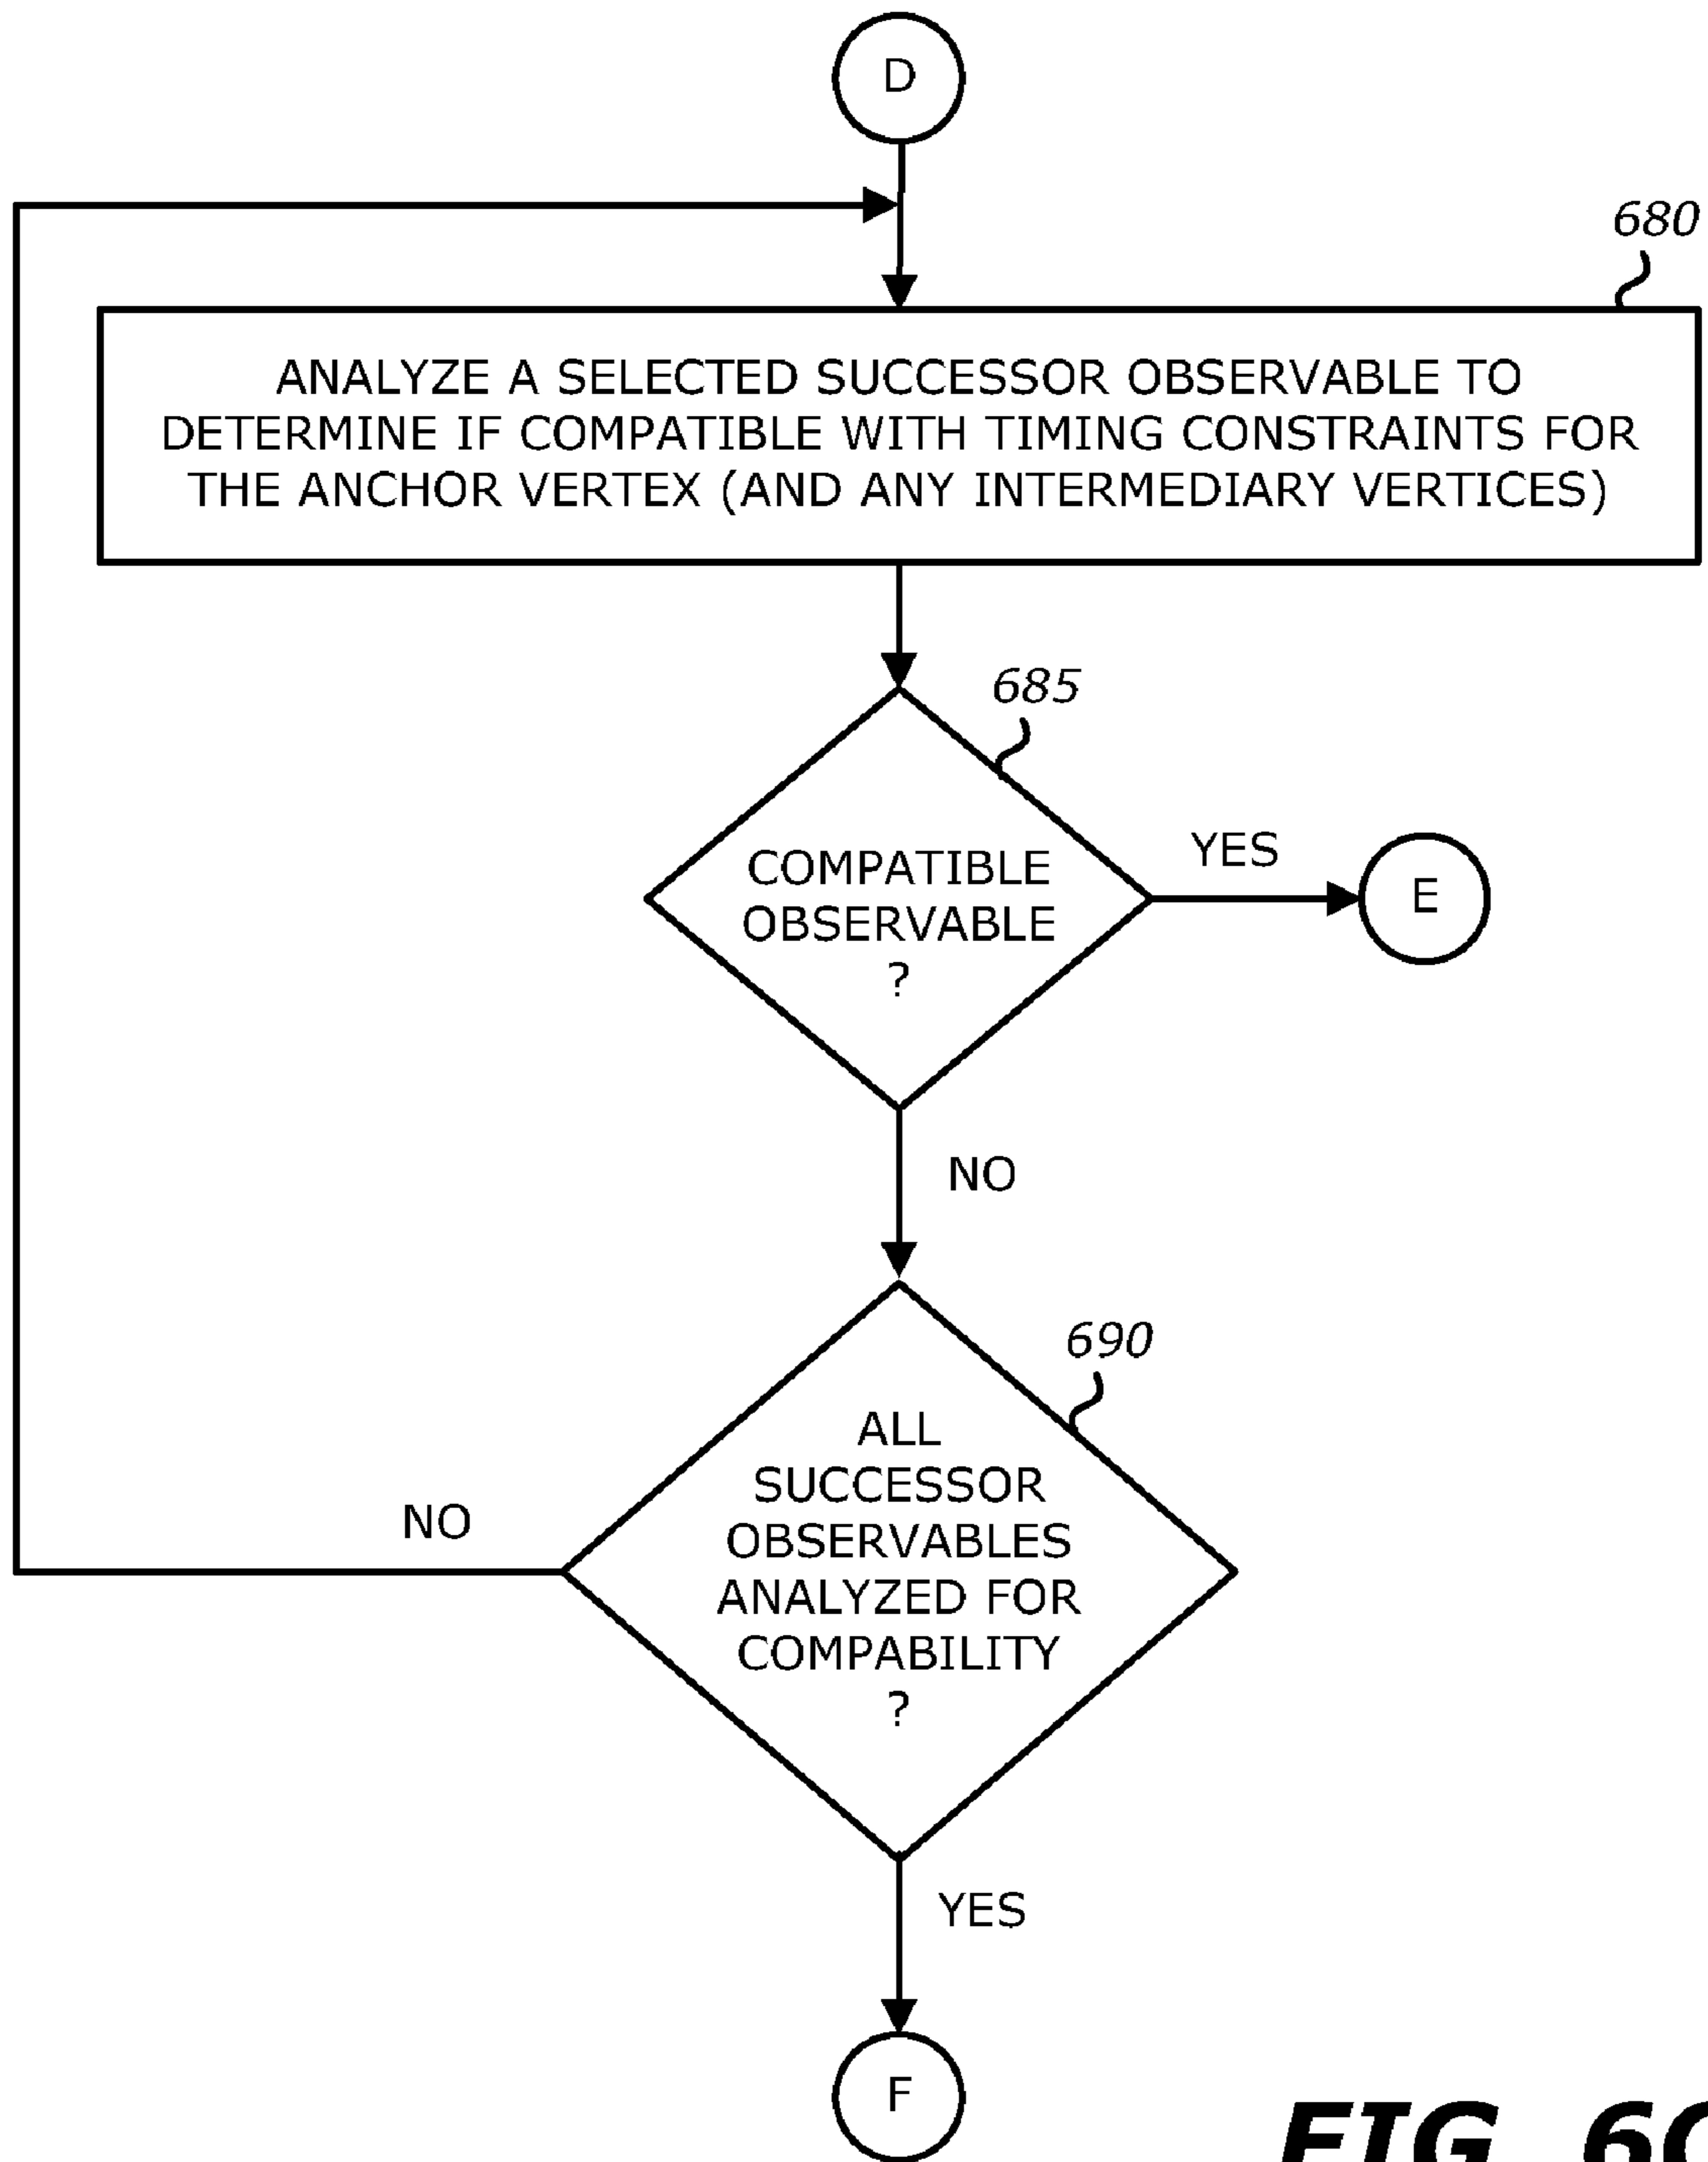 D
680
ANALYZE A SELECTED SUCCESSOR OBSERVABLE TO
DETERMINE IF COMPATIBLE WITH TIMING CONSTRAINTS FOR
THE ANCHOR VERTEX (AND ANY INTERMEDIARY VERTICES)
685
COMPATIBLE
OBSERVABLE
?
YES
E
NO
690
ALL
SUCCESSOR
OBSERVABLES
ANALYZED FOR
COMPABILITY
?
NO
YES
F
FIG